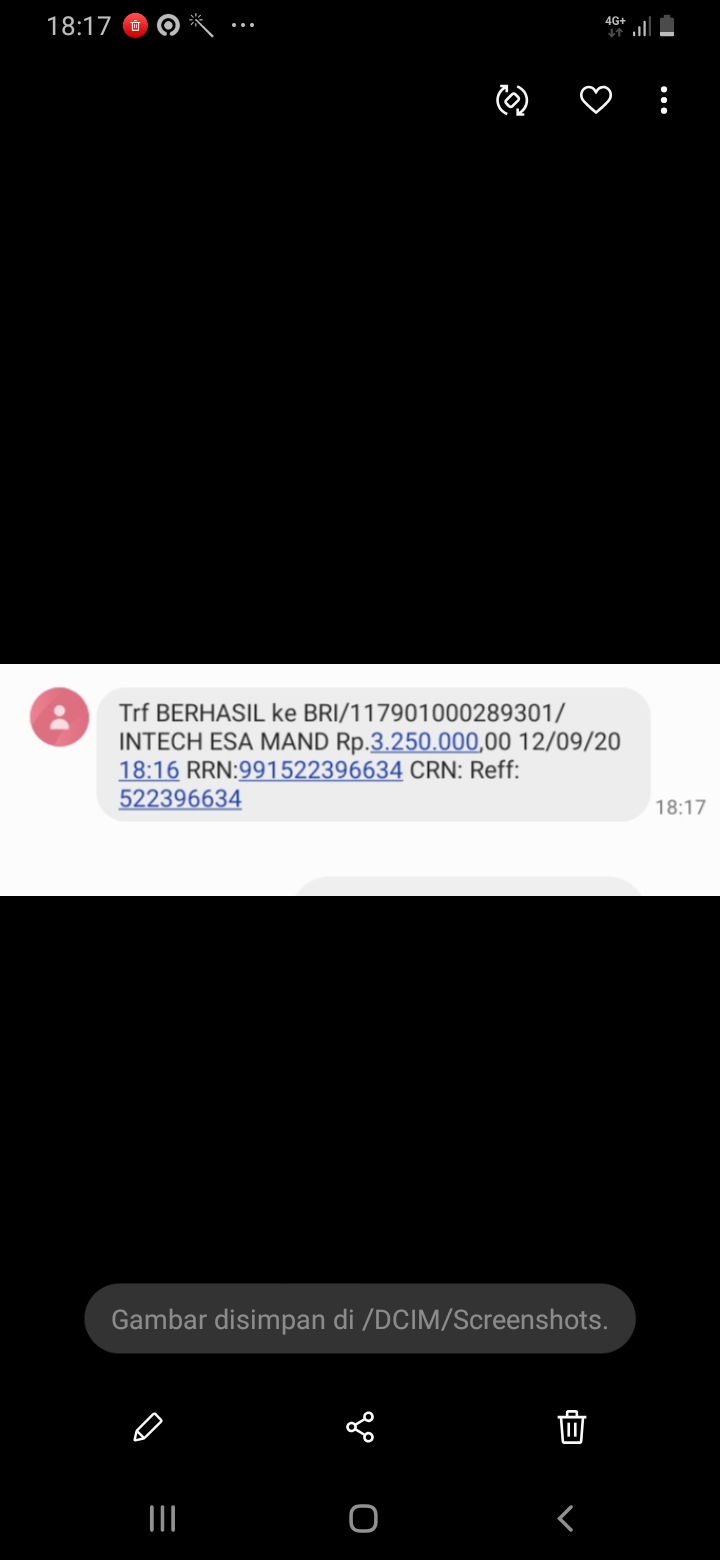 18:17
4G+
Trf BERHASIL ke BRI/117901000289301/
INTECH ESA MAND Rp.3.250.000,00 12/09/20
18:16 RRN:991522396634 CRN: Reff:
522396634
18:17
Gambar disimpan di /DCIM/Screenshots.